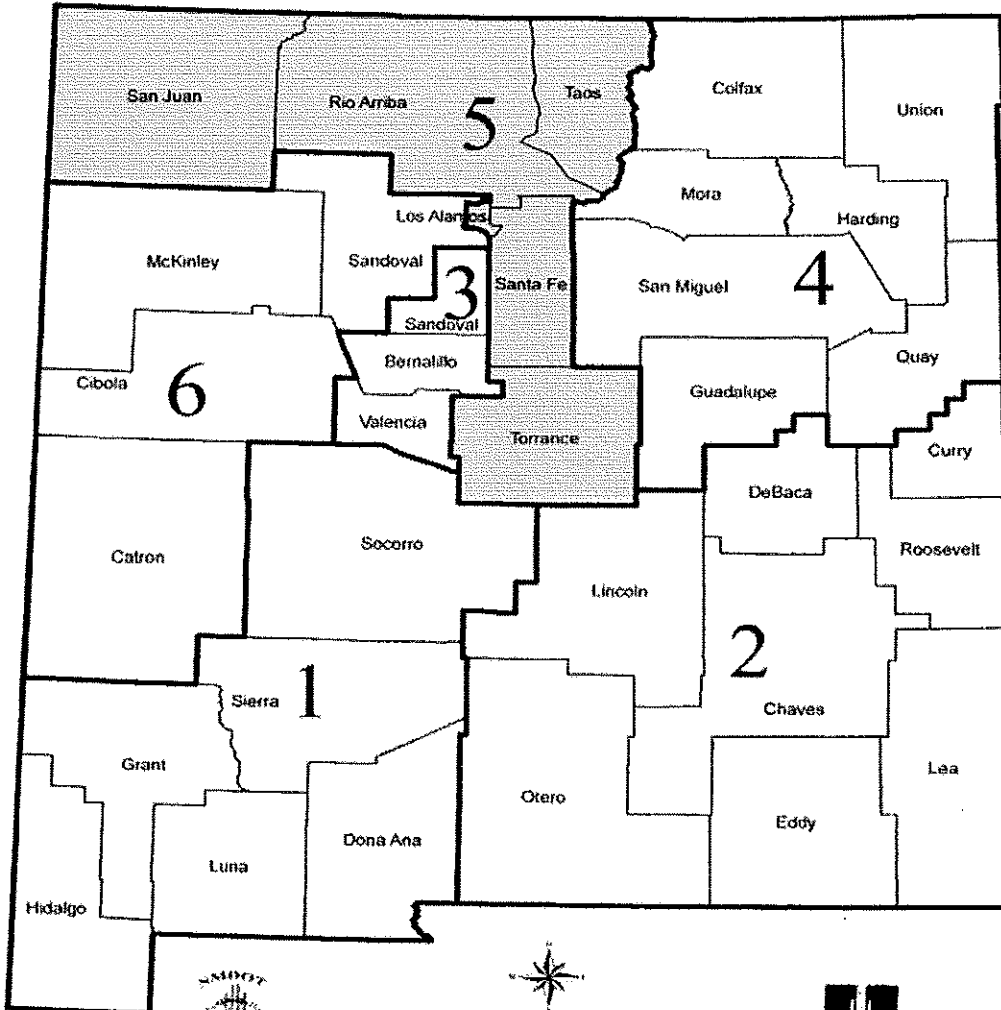 San Juan
Rio Arriba
5
Taos
Colfax
Union
Mora
Harding
Los Alamos
McKinley
Sandoval
3
Santa Fe
San Miguel
4
Sandoval
Bernalillo
Quay
Cibola
6
Guadalupe
Valencia
Torrance
Curry
DeBaca
Catron
Socorro
Roosevelt
Lincoln
2
Sierra
1
Chaves
Grant
Lea
Otero
Eddy
Dona Ana
Luna
Hidalgo
NMDOT